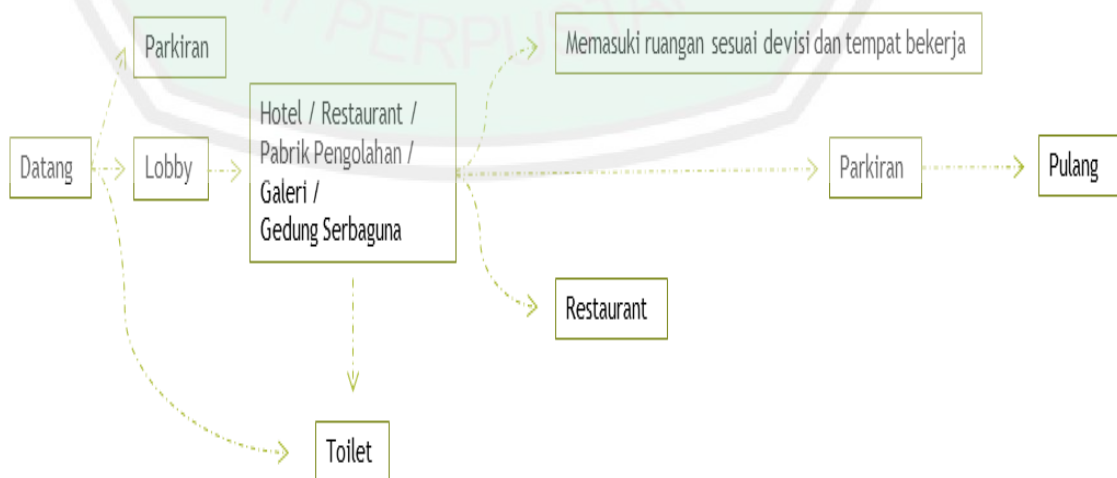 PERPUSTA
Parkiran
Memasuki ruangan sesuai devisi dan tempat bekerja
Datang
Lobby
Hotel / Restaurant /
Pabrik Pengolahan /
Galeri /
Gedung Serbaguna
Parkiran
Pulang
Restaurant
Toilet